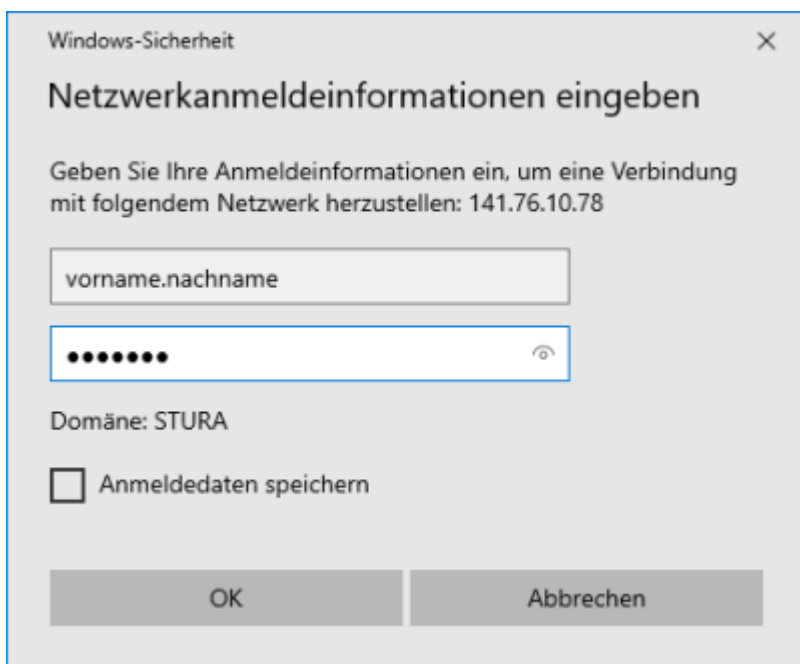 Windows-Sicherheit
Netzwerkanmeldeinformationen eingeben
Geben Sie Ihre Anmeldeinformationen ein, um eine Verbindung
mit folgendem Netzwerk herzustellen: 141.76.10.78
vorname.nachname
●●●●●●●
Domäne: STURA
Anmeldedaten speichern
OK
Abbrechen